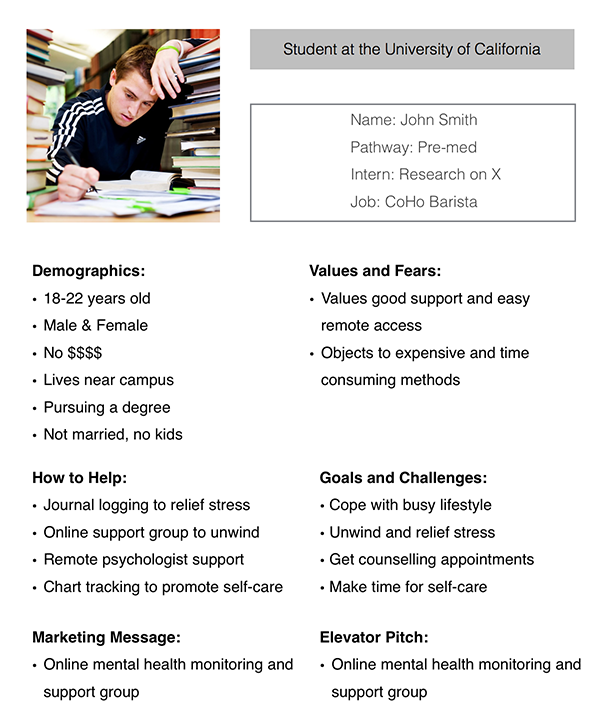 Student at the University of California
Name: John Smith
Pathway: Pre-med
Intern: Research on X
Job: CoHo Barista
Demographics:
• 18-22 years old
• Male & Female
• No $$$$
• Lives near campus
• Pursuing a degree
• Not married, no kids
Values and Fears:
• Values good support and easy
remote access
• Objects to expensive and time
consuming methods
How to Help:
• Journal logging to relief stress
• Online support group to unwind
• Remote psychologist support
• Chart tracking to promote self-care
Goals and Challenges:
• Cope with busy lifestyle
• Unwind and relief stress
• Get counselling appointments
• Make time for self-care
Marketing Message:
• Online mental health monitoring and
support group
Elevator Pitch:
• Online mental health monitoring and
support group